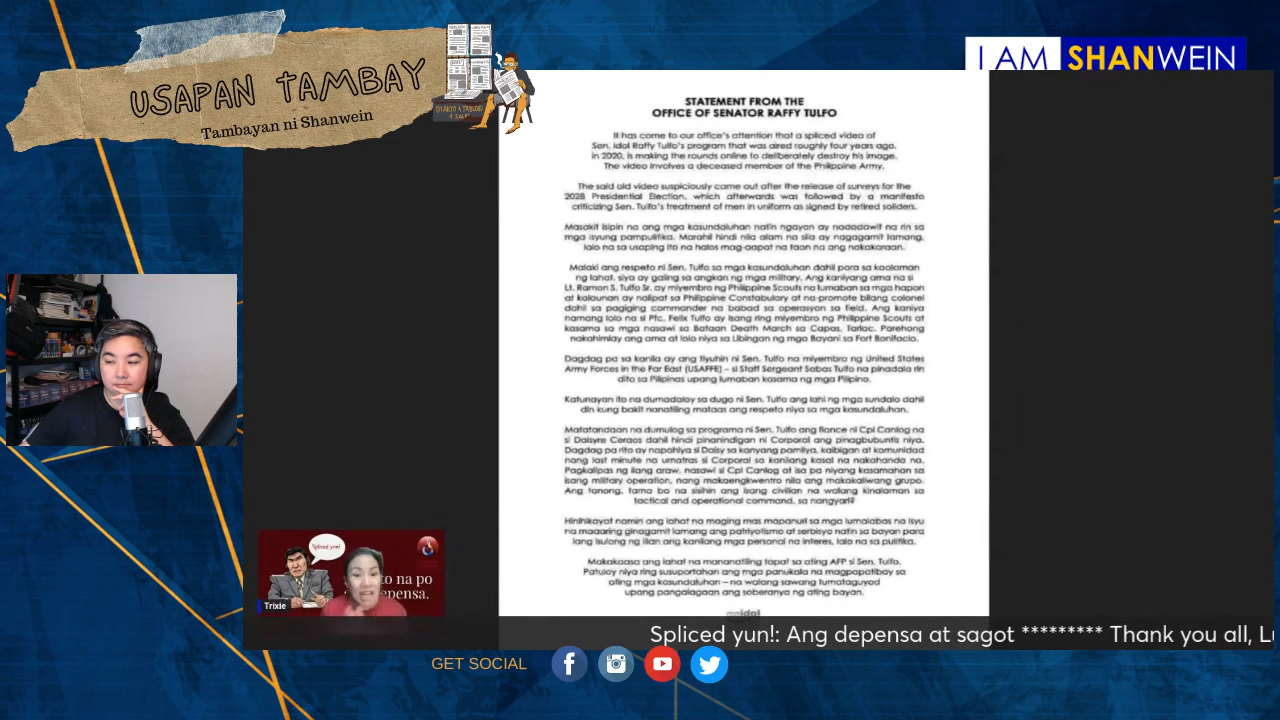 USAPAN TAMBAY
Tambayan ni Shanwein
I AM SHANWEIN
STATEMENT FROM THE
OFFICE OF SENATOR RAFFY TULFO
It has come to our office's attention that a spliced video of
Sen. Idol Raffy Tulfo's program that was aired roughly four years ago,
in 2020, is making the rounds online to deliberately destroy his image.
The video involves a deceased member of the Philippine Army.
The said old video suspiciously came out after the release of surveys for the
2028 Presidential Election, which afterwards was followed by a manifesto
criticizing Sen. Tulfo's treatment of men in uniform as signed by retired soliders.
Masakit isipin na ang mga kasundaluhan natin ngayon ay nadadawit na rin sa
mga isyung pampulitika. Marahil hindi nila alam na sila ay nagagamit lamang,
lalo na sa usaping ito na halos mag-aapat na taon na ang nakakaraan.
Malaki ang respeto ni Sen. Tulfo sa mga kasundaluhan dahil para sa kaalaman
ng lahat, siya ay galing sa angkan ng mga military. Ang kaniyang ama na si
Lt. Ramon S. Tulfo Sr. ay miyembro ng Philippine Scouts na lumaban sa mga hapon
at kalaunan ay nalipat sa Philippine Constabulary at na-promote bilang colonel
dahil sa pagiging commander na babad sa operasyon sa field. Ang kaniya
namang lolo na si Pfc. Felix Tulfo ay isang ring miyembro ng Philippine Scouts at
kasama sa mga nasawi sa Bataan Death March sa Capas, Tarlac. Parehong
nakahimlay ang ama at lolo niya sa Libingan ng mga Bayani sa Fort Bonifacio.
Dagdag pa sa kanila ay ang tiyuhin ni Sen. Tulfo na miyembro ng United States
Army Forces in the Far East (USAFFE) – si Staff Sergeant Sabas Tulfo na pinadala rin
dito sa Pilipinas upang lumaban kasama ng mga Pilipino.
Katunayan ito na dumadaloy sa dugo ni Sen. Tulfo ang lahi ng mga sundalo dahil
din kung bakit nanatiling mataas ang respeto niya sa mga kasundaluhan.
Matatandaan na dumulog sa programa ni Sen. Tulfo ang fiance ni Cpl Canlog na
si Daisyre Ceraos dahil hindi pinanindigan ni Corporal ang pinagbubuntis niya.
Dagdag pa rito ay napahiya si Daisy sa kanyang pamilya, kaibigan at komunidad
nang last minute na umatras si Corporal sa kanilang kasal na nakahanda na.
Pagkalipas ng ilang araw, nasawi si Cpl Canlog at isa pa niyang kasamahan sa
isang military operation, nang makaengkwentro nila ang makakaliwang grupo.
Ang tanong, tama ba na sisihin ang isang civilian na walang kinalaman sa
tactical and operational command, sa nangyari?
Hinihikayat namin ang lahat na maging mas mapanuri sa mga lumalabas na isyu
na maaaring ginagamit lamang ang patriyotismo at serbisyo natin sa bayan para
lang isulong ng ilan ang kanilang mga personal na interes, lalo na sa pulitika.
Makakaasa ang lahat na mananatiling tapat sa ating AFP si Sen. Tulfo.
Patuloy niya ring susuportahan ang mga panukala na magpapatibay sa
ating mga kasundaluhan – na walang sawang tumataguyod
upang pangalagaan ang soberanya ng ating bayan.
Spliced yun!
to na po
depensa.
Trixie
Spliced yun!: Ang depensa at sagot ********* Thank you all, Lu
GET SOCIAL